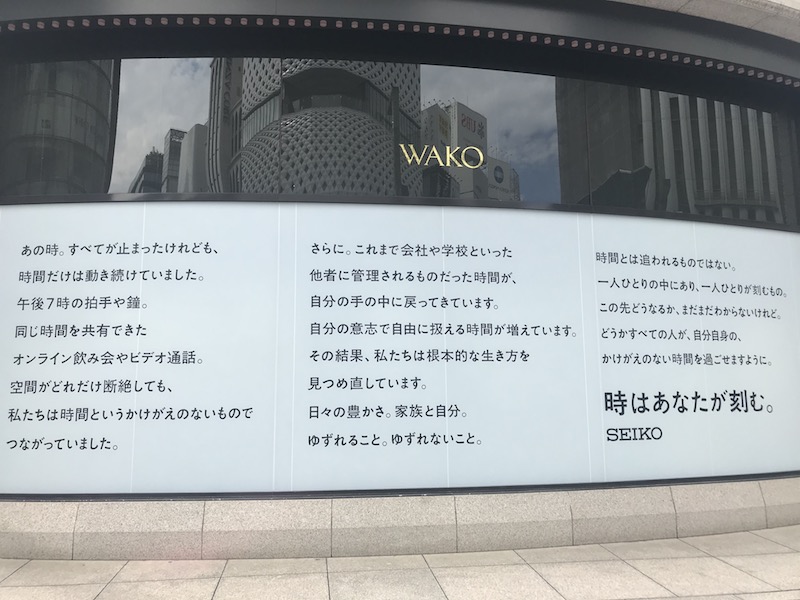 WAKO
あの時。すべてが止まったけれども、
時間だけは動き続けていました。
午後7時の拍手や鐘。
同じ時間を共有できた
オンライン飲み会やビデオ通話。
空間がどれだけ断絶しても、
私たちは時間というかけがえのないもので
つながっていました。
さらに。これまで会社や学校といった
他者に管理されるものだった時間が、
自分の手の中に戻ってきています。
自分の意志で自由に扱える時間が増えています。
その結果、私たちは根本的な生き方を
見つめ直しています。
日々の豊かさ。家族と自分。
ゆずれること。ゆずれないこと。
時間とは追われるものではない。
一人ひとりの中にあり、一人ひとりが刻むもの。
この先どうなるか、まだまだわからないけれど。
どうかすべての人が、自分自身の、
かけがえのない時間を過ごせますように。
時はあなたが刻む。
SEIKO